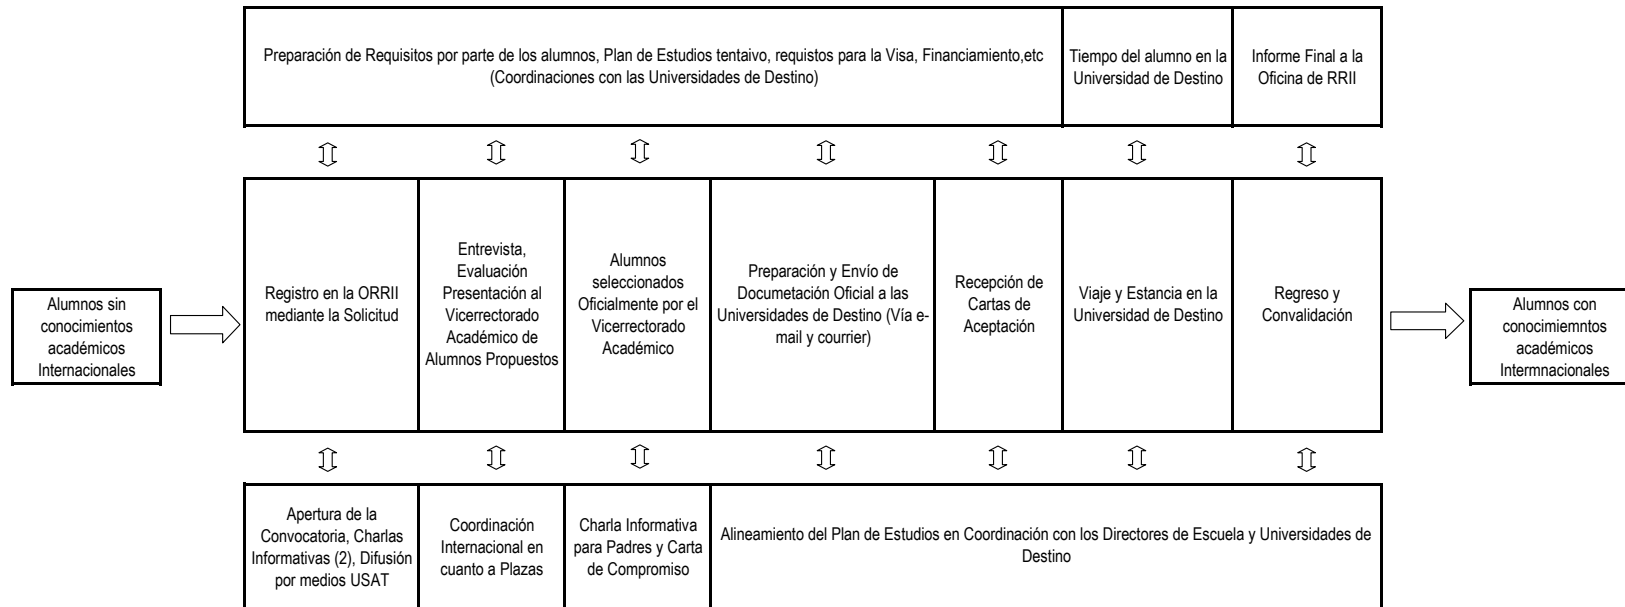 Preparación de Requisitos por parte de los alumnos, Plan de Estudios tentaivo, requistos para la Visa, Financiamiento,etc
(Coordinaciones con las Universidades de Destino)
Tiempo del alumno en la
Universidad de Destino
Informe Final a la
Oficina de RRII
Alumnos sin
conocimientos
académicos
Internacionales
Registro en la ORRII
mediante la Solicitud
Entrevista,
Evaluación
Presentación al
Vicerrectorado
Académico de
Alumnos Propuestos
Alumnos
seleccionados
Oficialmente por el
Vicerrectorado
Académico
Preparación y Envío de
Documetación Oficial a las
Universidades de Destino (Vía e-
mail y courrier)
Recepción de
Cartas de
Aceptación
Viaje y Estancia en la
Universidad de Destino
Regreso y
Convalidación
Alumnos con
conocimiemntos
académicos
Intermnacionales
Apertura de la
Convocatoria, Charlas
Informativas (2), Difusión
por medios USAT
Coordinación
Internacional en
cuanto a Plazas
Charla Informativa
para Padres y Carta
de Compromiso
Alineamiento del Plan de Estudios en Coordinación con los Directores de Escuela y Universidades de
Destino